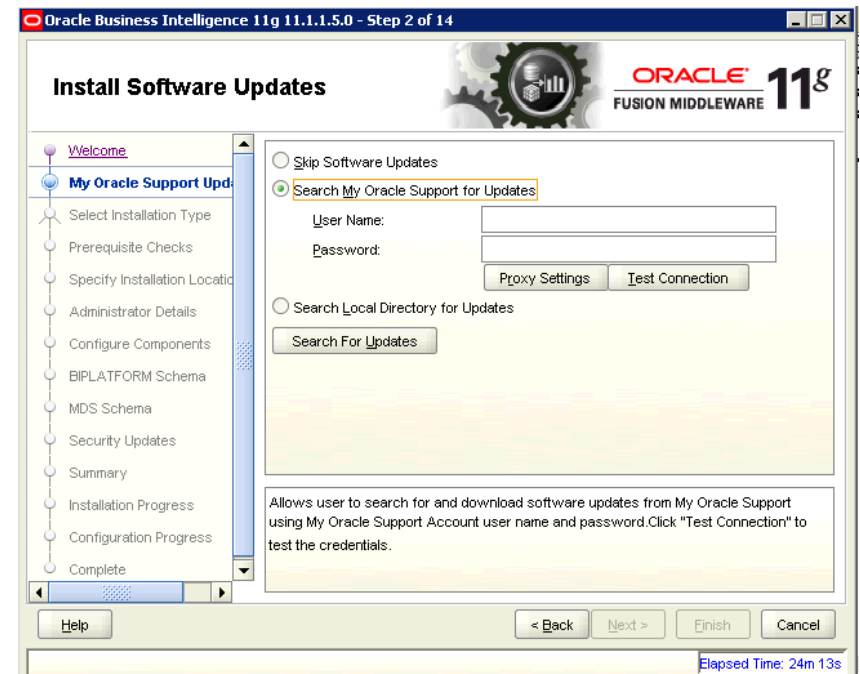 Oracle Business Intelligence 11g 11.1.1.5.0 - Step 2 of 14
Install Software Updates
ORACLE
FUSION MIDDLEWARE
11g
Welcome
My Oracle Support Upd
Select Installation Type
Prerequisite Checks
Specify Installation Locatio
Administrator Details
Configure Components
BIPLATFORM Schema
MDS Schema
Security Updates
Summary
Installation Progress
Configuration Progress
Complete
Skip Software Updates
Search My Oracle Support for Updates
User Name:
Password:
Proxy Settings
Test Connection
Search Local Directory for Updates
Search For Updates
Allows user to search for and download software updates from My Oracle Support
using My Oracle Support Account user name and password.Click "Test Connection" to
test the credentials.
Help
< Back
Next >
Finish
Cancel
Elapsed Time: 24m 13s